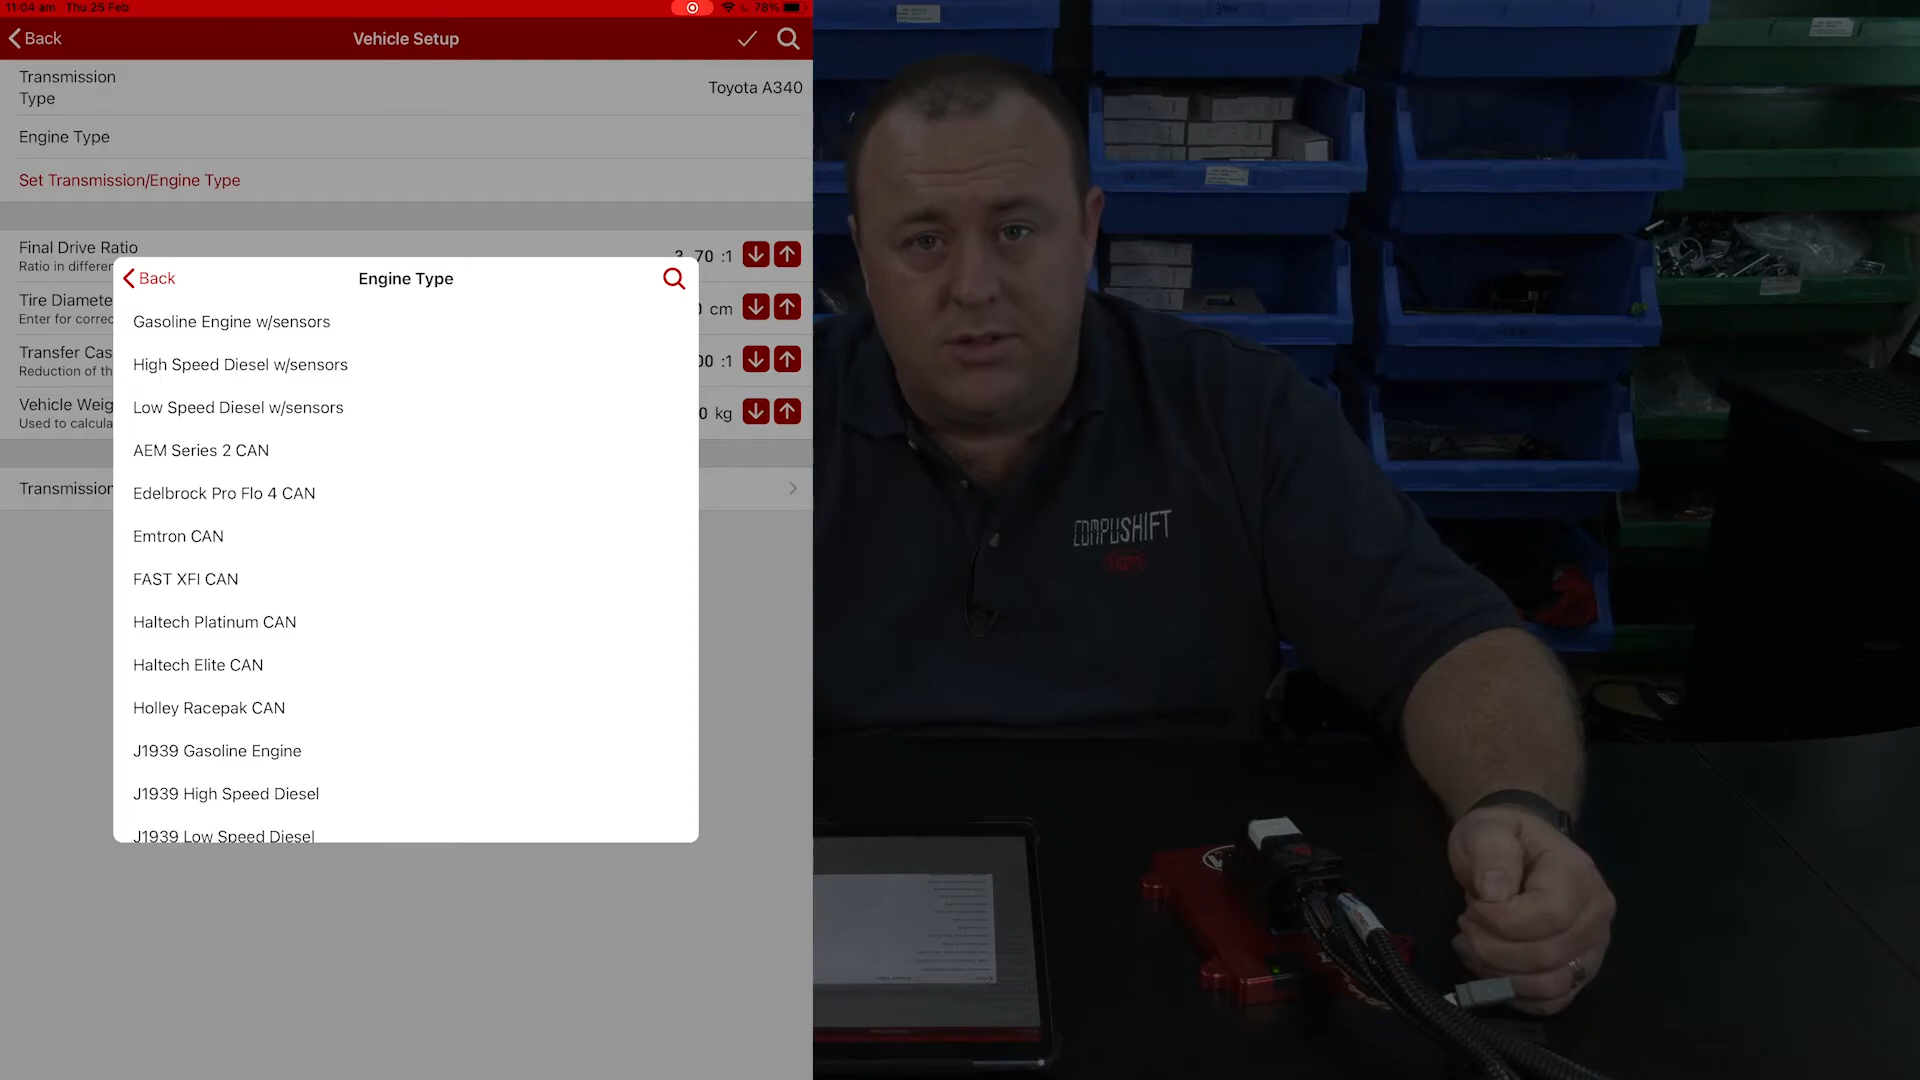 11:04 am Thu 25 Feb
78%
Back
Vehicle Setup
Transmission
Type
Toyota A340
Engine Type
Set Transmission/Engine Type
Final Drive Ratio
3 70 :1
Ratio in differen
Tire Diamete
cm
Enter for correc
Transfer Cas
00 :1
Reduction of th
Vehicle Weig
0 kg
Used to calcula
Transmission
Back
Engine Type
Gasoline Engine w/sensors
High Speed Diesel w/sensors
Low Speed Diesel w/sensors
AEM Series 2 CAN
Edelbrock Pro Flo 4 CAN
Emtron CAN
FAST XFI CAN
Haltech Platinum CAN
Haltech Elite CAN
Holley Racepak CAN
J1939 Gasoline Engine
J1939 High Speed Diesel
J1939 Low Speed Diesel
COMPUSHIFT